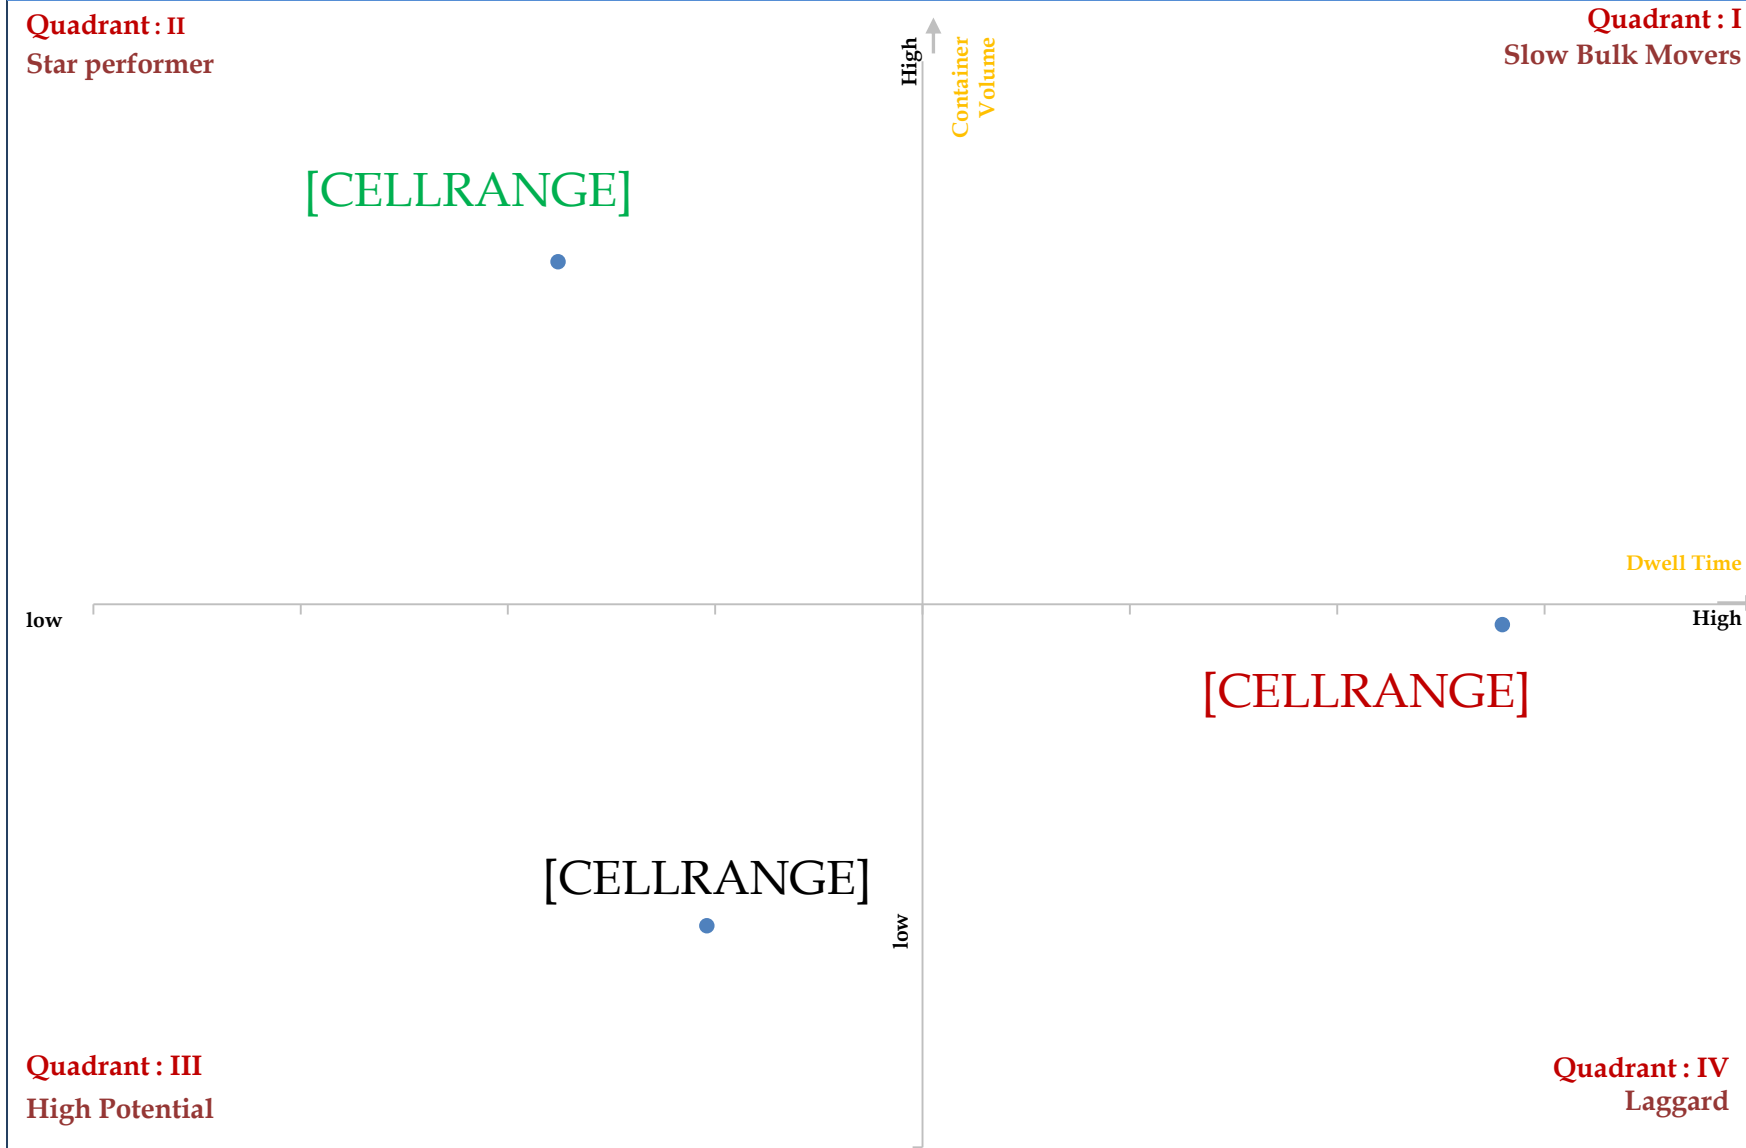 Quadrant : II
Star performer
Quadrant : I
Slow Bulk Movers
High
Container
Volume
[CELLRANGE]
Dwell Time
low
High
[CELLRANGE]
[CELLRANGE]
low
Quadrant : III
High Potential
Quadrant : IV
Laggard